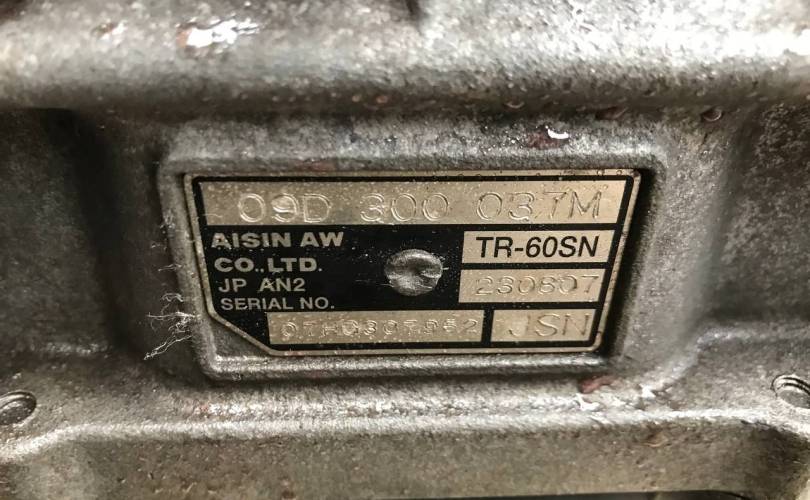 09D 300 037M
AISIN AW
CO.,LTD.
TR-60SN
JP AN2
230807
SERIAL NO.
JSN